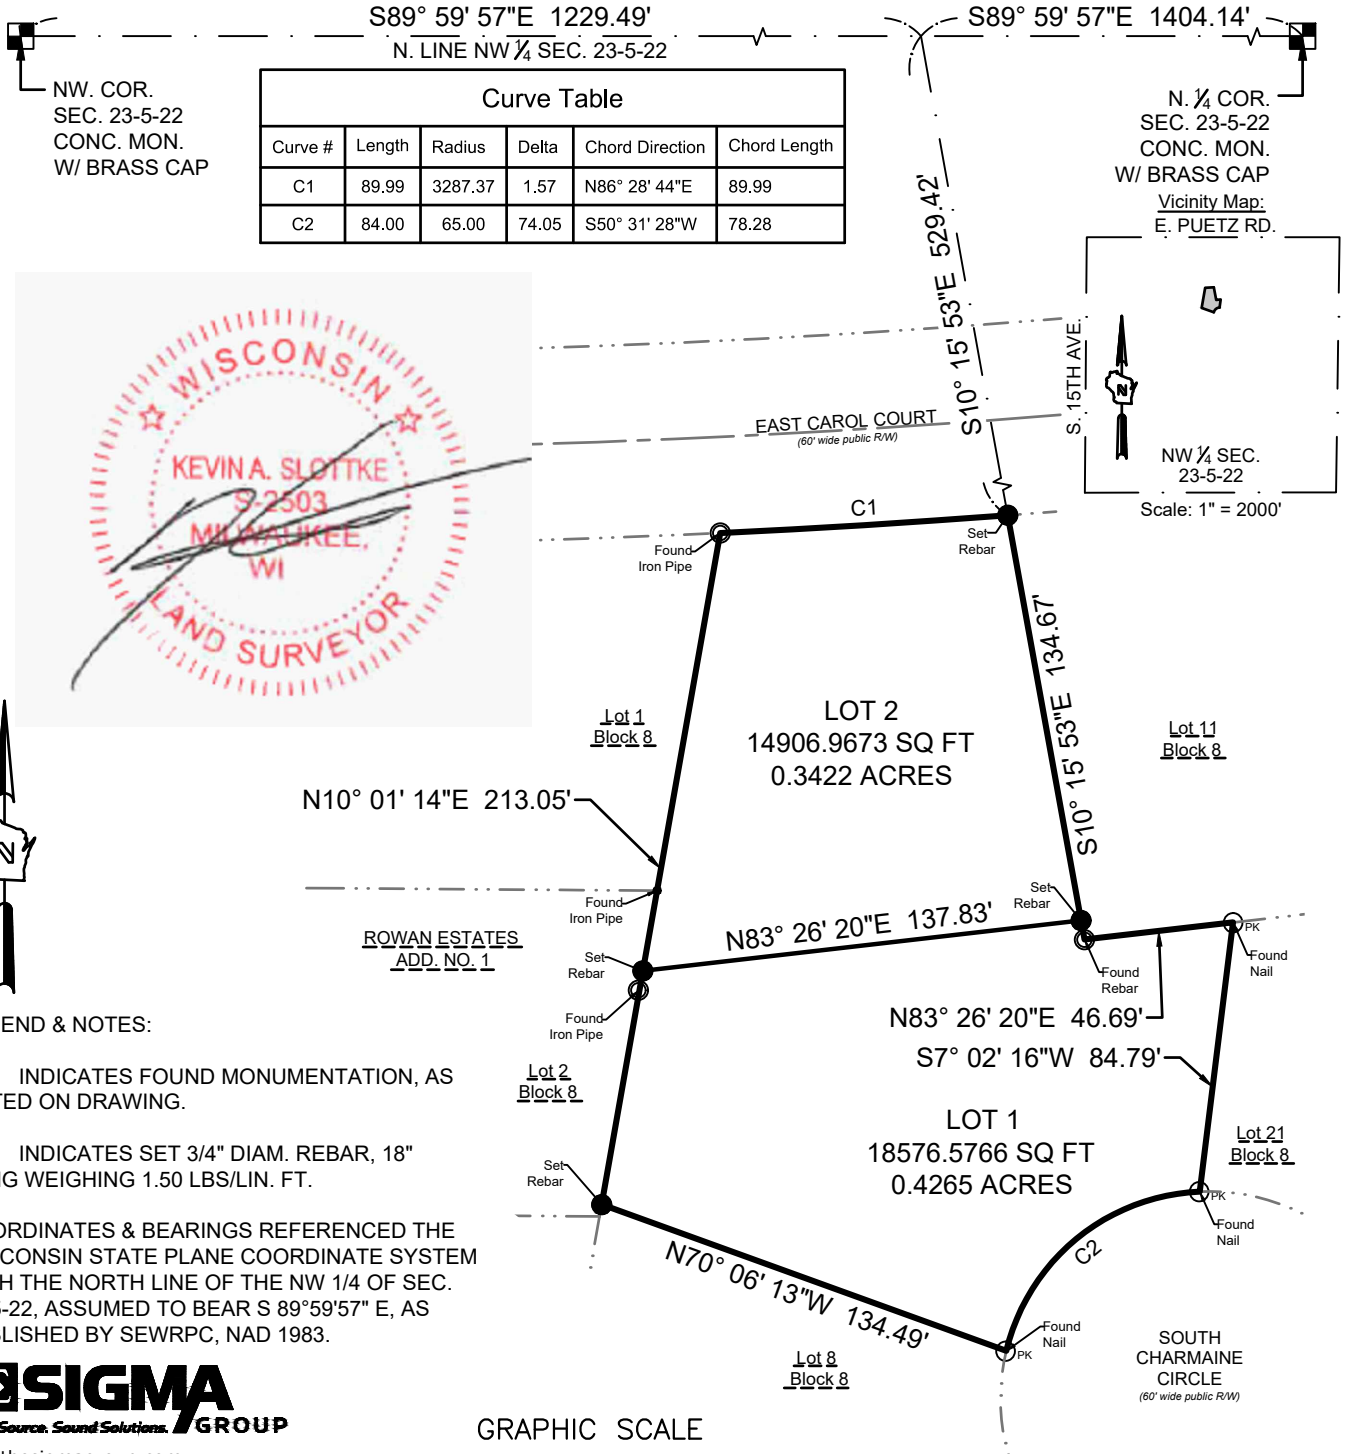 S89° 59' 57"E 1229.49'
S89° 59' 57"E 1404.14'
N. LINE NW 1/4 SEC. 23-5-22
NW. COR.
SEC. 23-5-22
CONC. MON.
W/ BRASS CAP
N. 1/4 COR.
SEC. 23-5-22
CONC. MON.
W/ BRASS CAP
Curve Table
Curve # Length Radius Delta Chord Direction Chord Length
C1 89.99 3287.37 1.57 N86° 28' 44"E 89.99
C2 84.00 65.00 74.05 S50° 31' 28"W 78.28
Vicinity Map:
E. PUETZ RD.
S. 15TH AVE.
N
NW 1/4 SEC.
23-5-22
Scale: 1" = 2000'
S10° 15' 53"E 529.42'
WISCONSIN
KEVIN A. SLOTTKE
S-2503
MILWAUKEE,
WI
LAND SURVEYOR
EAST CAROL COURT
(60' wide public R/W)
C1
Found
Iron Pipe
Set
Rebar
S10° 15' 53"E 134.67'
Lot 1
Block 8
LOT 2
14906.9673 SQ FT
0.3422 ACRES
Lot 11
Block 8
N10° 01' 14"E 213.05'
N
Found
Iron Pipe
Set
Rebar
N83° 26' 20"E 137.83'
ROWAN ESTATES
ADD. NO. 1
Set
Rebar
PK
Found
Nail
Found
Rebar
Found
Iron Pipe
N83° 26' 20"E 46.69'
S7° 02' 16"W 84.79'
Lot 2
Block 8
LOT 1
18576.5766 SQ FT
0.4265 ACRES
Lot 21
Block 8
Set
Rebar
PK
Found
Nail
C2
N70° 06' 13"W 134.49'
Found
Nail
PK
Lot 8
Block 8
SOUTH
CHARMAINE
CIRCLE
(60' wide public R/W)
END & NOTES:
INDICATES FOUND MONUMENTATION, AS
TED ON DRAWING.
INDICATES SET 3/4" DIAM. REBAR, 18"
G WEIGHING 1.50 LBS/LIN. FT.
ORDINATES & BEARINGS REFERENCED THE
CONSIN STATE PLANE COORDINATE SYSTEM
H THE NORTH LINE OF THE NW 1/4 OF SEC.
5-22, ASSUMED TO BEAR S 89°59'57" E, AS
BLISHED BY SEWRPC, NAD 1983.
SIGMA
GROUP
Source. Sound Solutions.
GRAPHIC SCALE